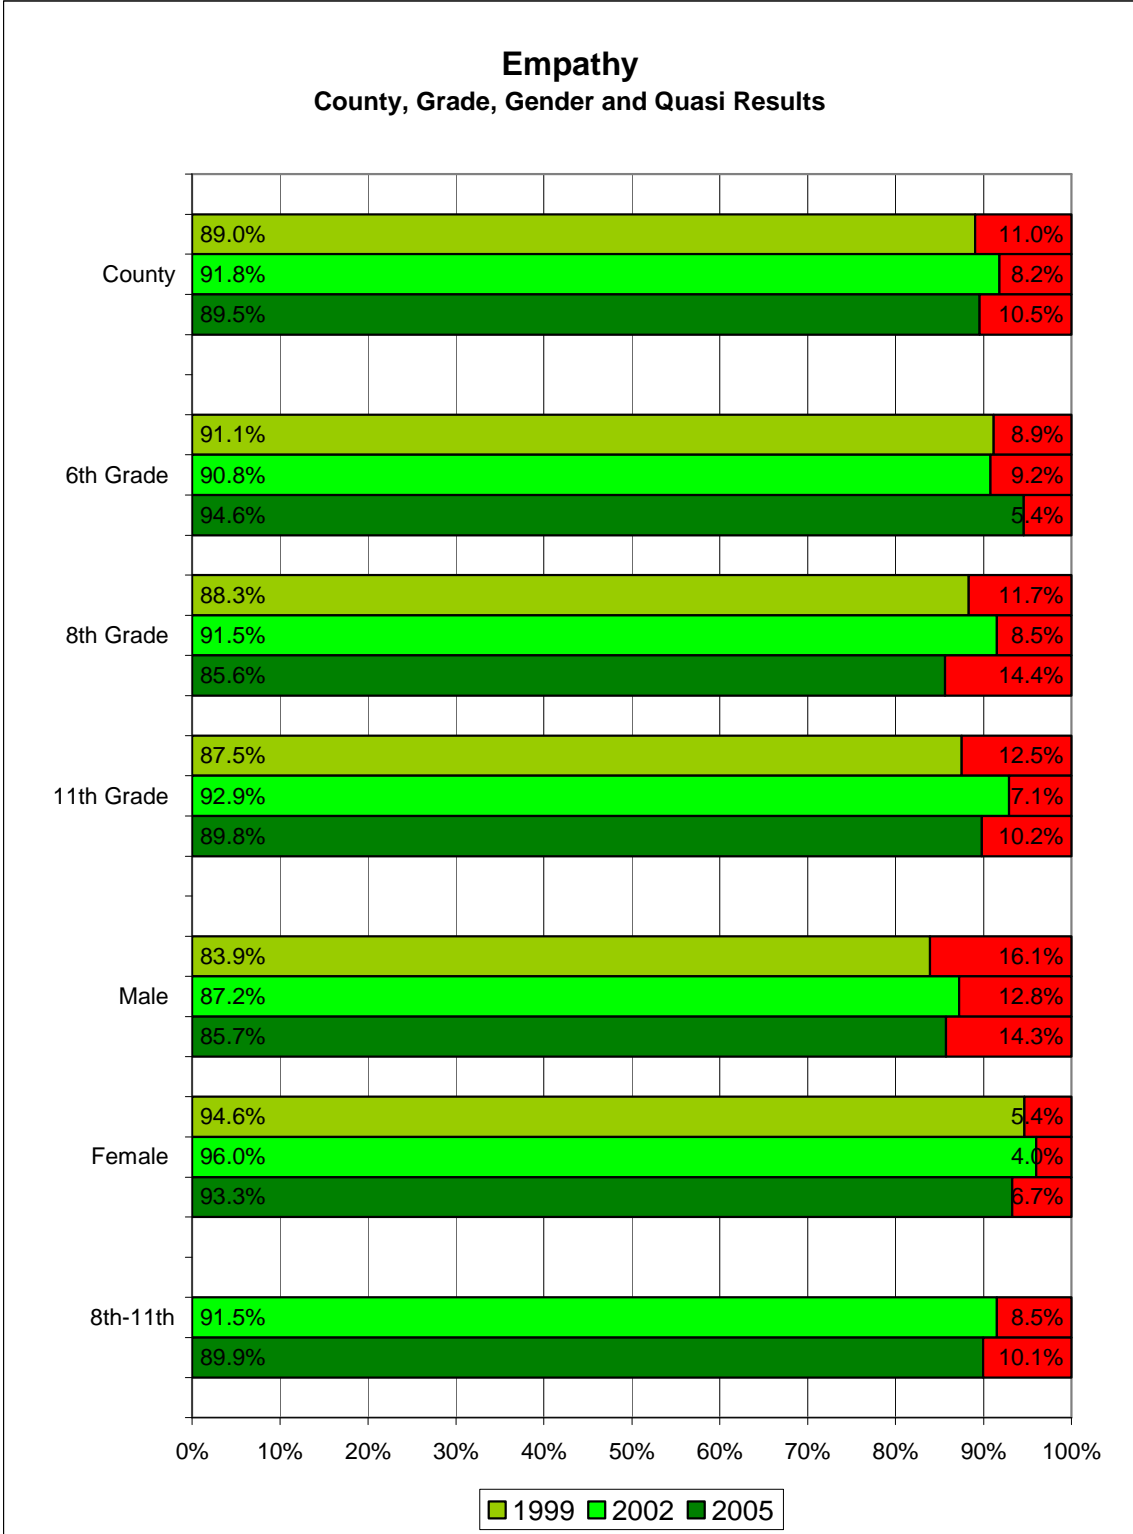 Empathy
County, Grade, Gender and Quasi Results
89.0% 11.0%
County 91.8% 8.2%
89.5% 10.5%
91.1% 8.9%
6th Grade 90.8% 9.2%
94.6% 5.4%
88.3% 11.7%
8th Grade 91.5% 8.5%
85.6% 14.4%
87.5% 12.5%
11th Grade 92.9% 7.1%
89.8% 10.2%
83.9% 16.1%
Male 87.2% 12.8%
85.7% 14.3%
94.6% 5.4%
Female 96.0% 4.0%
93.3% 6.7%
8th-11th 91.5% 8.5%
89.9% 10.1%
0% 10% 20% 30% 40% 50% 60% 70% 80% 90% 100%
1999 2002 2005